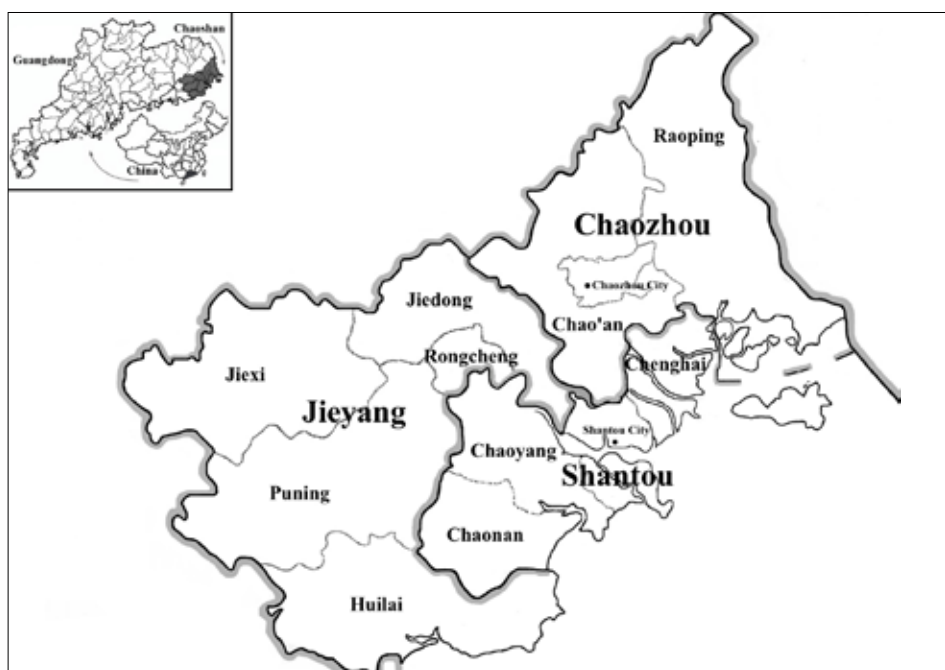 Chaoshan
Guangdong
China
Raoping
Chaozhou
Chaozhou City
Jiedong
Chao'an
Rongcheng
Chenghai
Jiexi
Jieyang
Shantou City
Chaoyang
Shantou
Puning
Chaonan
Huilai